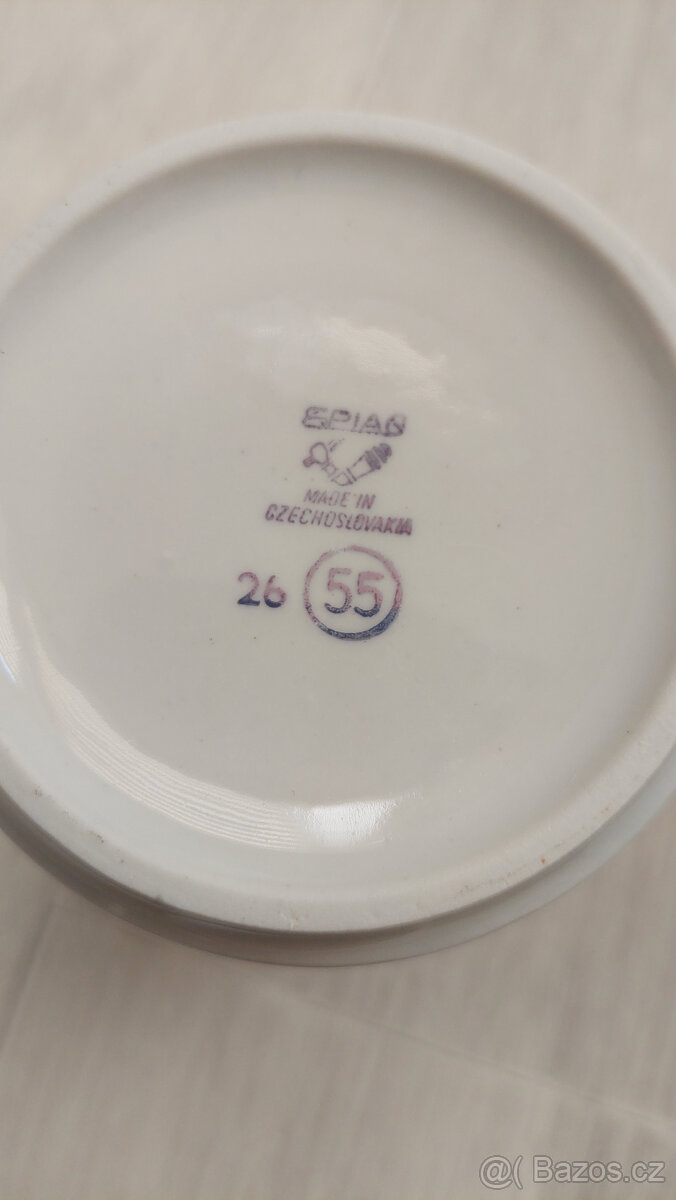 EPIAG
MADE IN
CZECHOSLOVAKIA
26 55
@( Bazos.cz